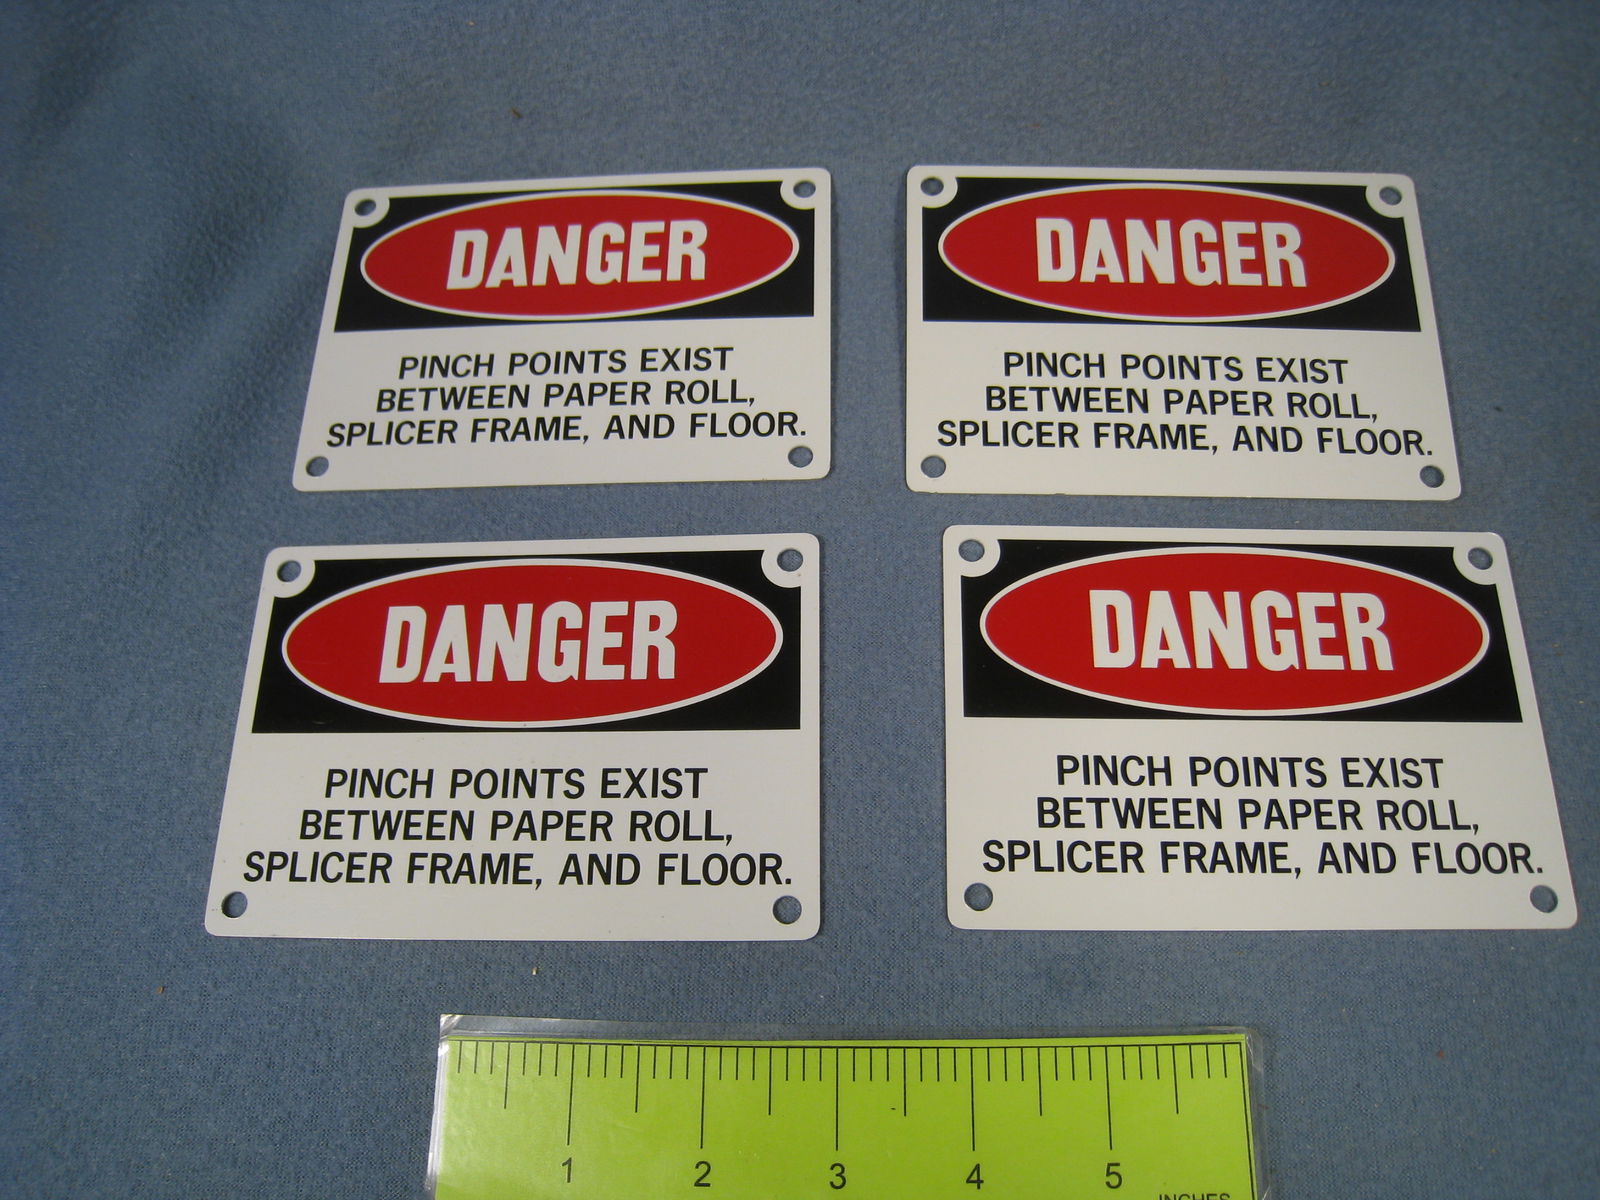 DANGER
PINCH POINTS EXIST
BETWEEN PAPER ROLL,
SPLICER FRAME, AND FLOOR.
DANGER
PINCH POINTS EXIST
BETWEEN PAPER ROLL,
SPLICER FRAME, AND FLOOR.
DANGER
PINCH POINTS EXIST
BETWEEN PAPER ROLL,
SPLICER FRAME, AND FLOOR.
DANGER
PINCH POINTS EXIST
BETWEEN PAPER ROLL,
SPLICER FRAME, AND FLOOR.
1 2 3 4 5
INCHES